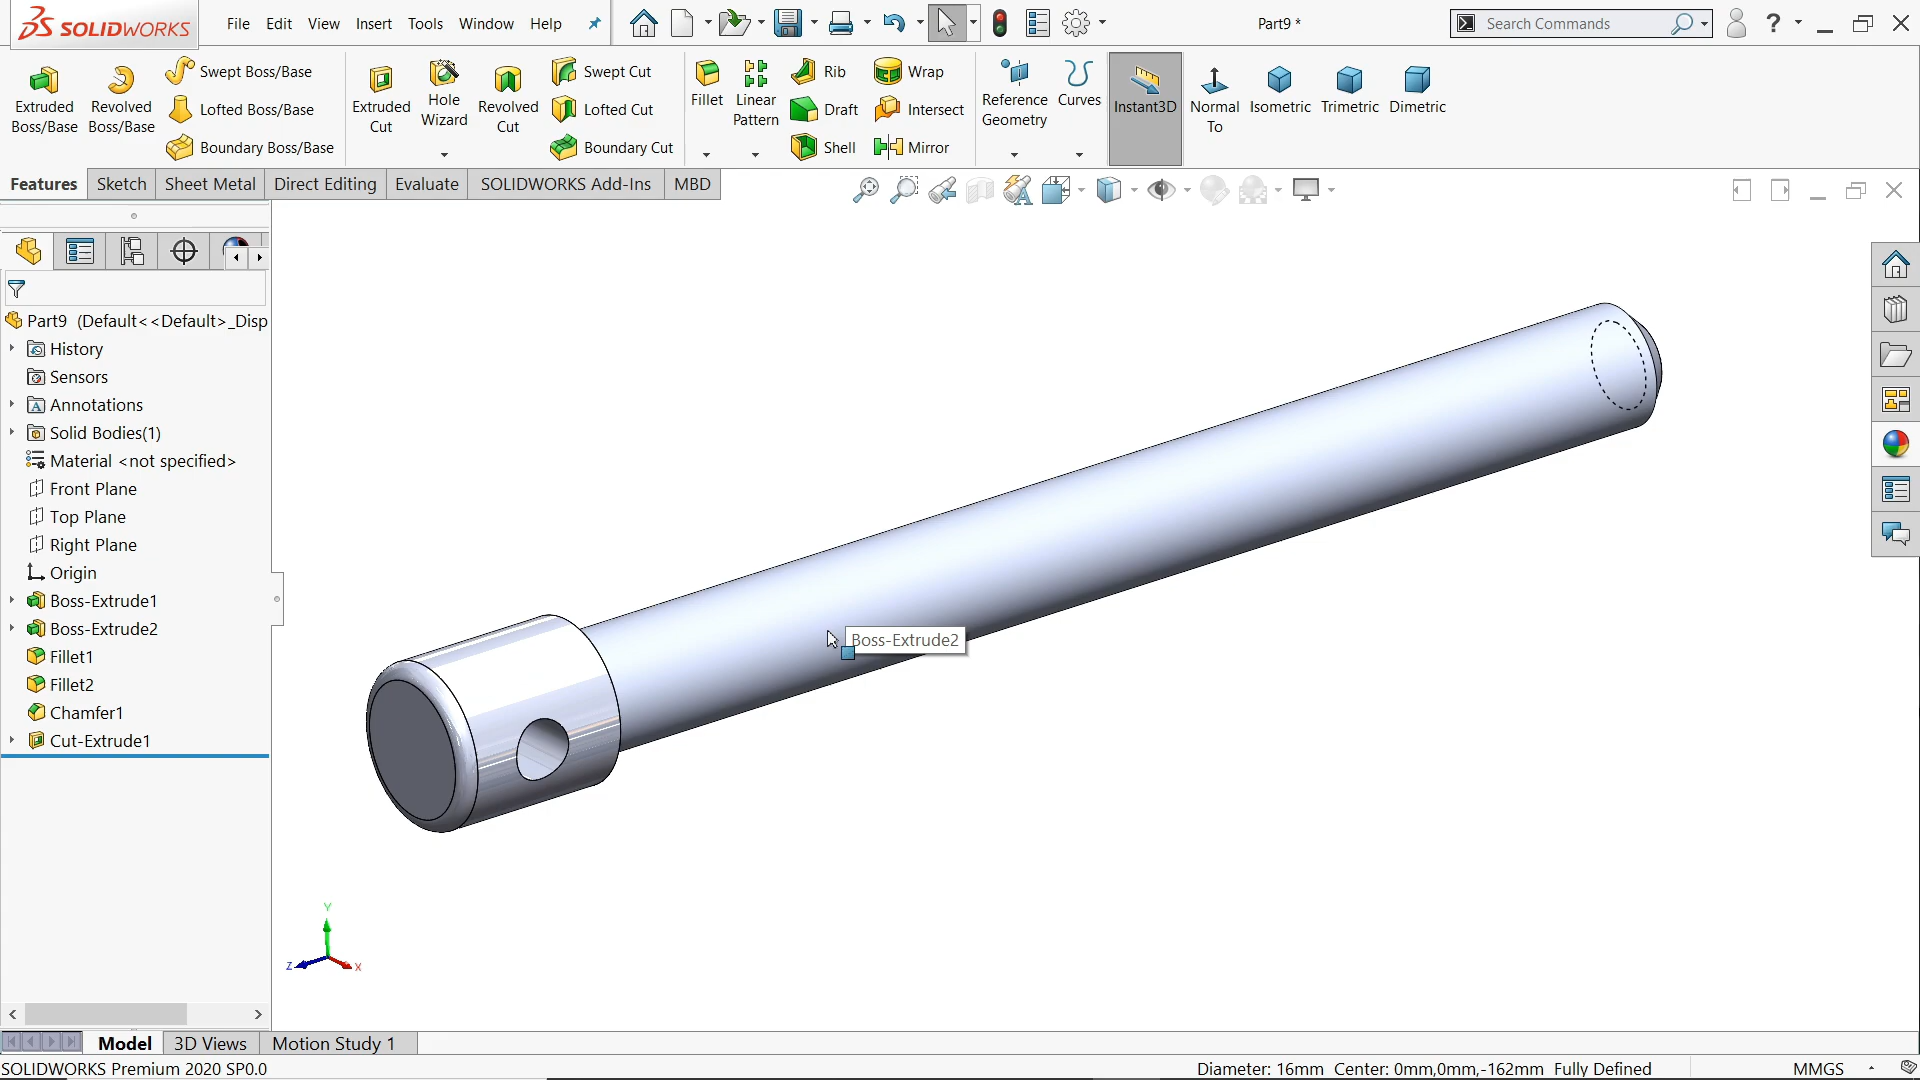 SOLIDWORKS File Edit View Insert Tools Window Help Part9 * Search Commands ?
Extruded Boss/Base
Revolved Boss/Base
Swept Boss/Base
Lofted Boss/Base
Boundary Boss/Base
Extruded Cut
Hole Wizard
Revolved Cut
Swept Cut
Lofted Cut
Boundary Cut
Fillet
Linear Pattern
Rib
Draft
Shell
Wrap
Intersect
Mirror
Reference Geometry
Curves
Instant3D
Normal To
Isometric
Trimetric
Dimetric
Features Sketch Sheet Metal Direct Editing Evaluate SOLIDWORKS Add-Ins MBD
Part9 (Default<<Default>_Disp
History
Sensors
Annotations
Solid Bodies(1)
Material <not specified>
Front Plane
Top Plane
Right Plane
Origin
Boss-Extrude1
Boss-Extrude2
Fillet1
Fillet2
Chamfer1
Cut-Extrude1
Boss-Extrude2
Y
Z X
Model 3D Views Motion Study 1
SOLIDWORKS Premium 2020 SP0.0 Diameter: 16mm Center: 0mm,0mm,-162mm Fully Defined MMGS